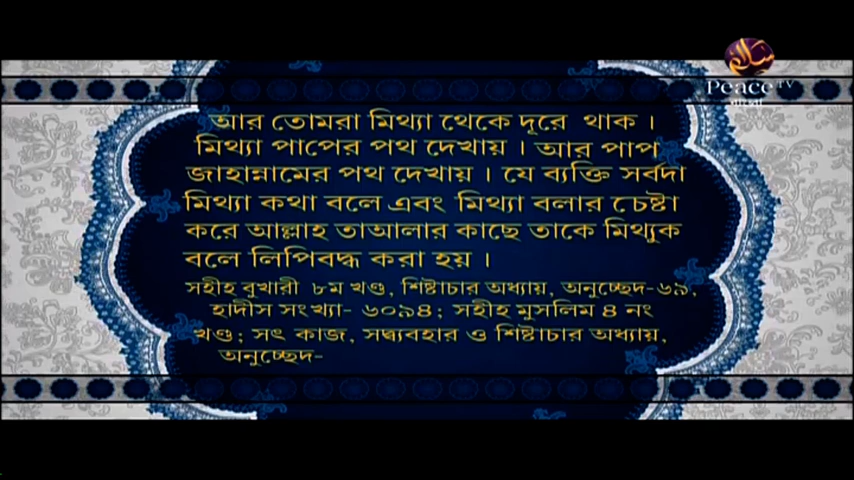 سلام
Peace TV
বাংলা
আর তোমরা মিথ্যা থেকে দূরে থাক ।
মিথ্যা পাপের পথ দেখায় । আর পাপ
জাহান্নামের পথ দেখায় । যে ব্যক্তি সর্বদা
মিথ্যা কথা বলে এবং মিথ্যা বলার চেষ্টা
করে আল্লাহ তাআলার কাছে তাকে মিথ্যুক
বলে লিপিবদ্ধ করা হয় ।
সহীহ বুখারী ৮ম খণ্ড, শিষ্টাচার অধ্যায়, অনুচ্ছেদ-৬৯,
হাদীস সংখ্যা- ৬০৯৪; সহীহ মুসলিম ৪ নং
খণ্ড; সৎ কাজ, সদ্ধ্যবহার ও শিষ্টাচার অধ্যায়,
অনুচ্ছেদ-